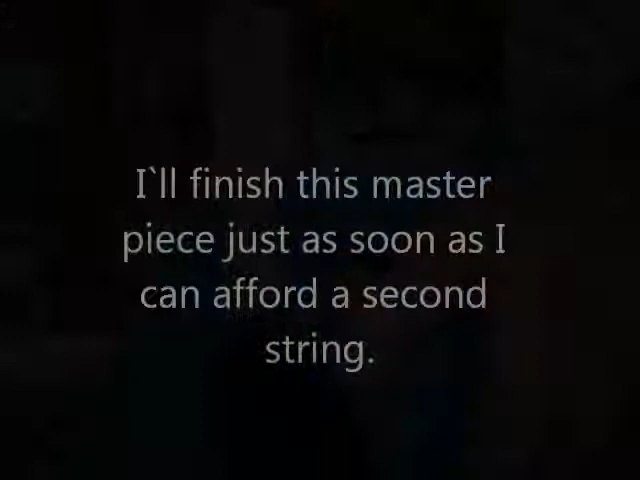 I`ll finish this master
piece just as soon as I
can afford a second
string.